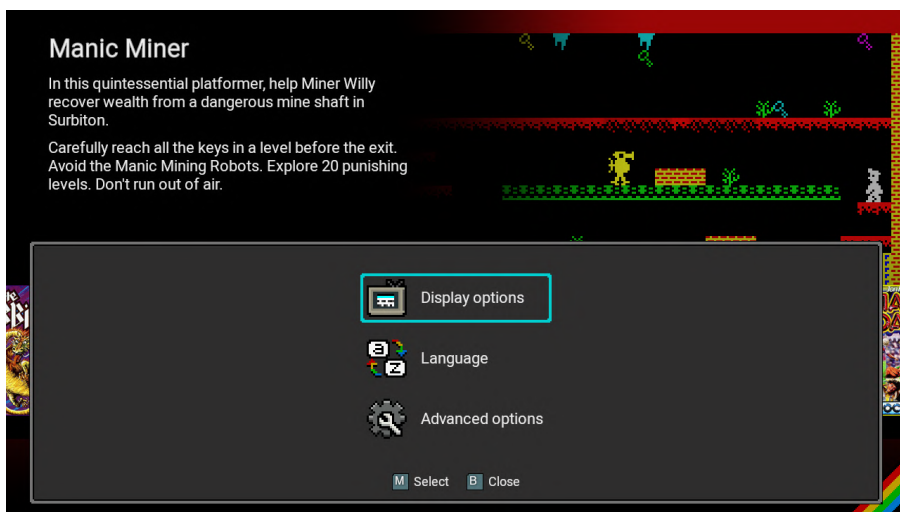 Manic Miner
In this quintessential platformer, help Miner Willy
recover wealth from a dangerous mine shaft in
Surbiton.
Carefully reach all the keys in a level before the exit.
Avoid the Manic Mining Robots. Explore 20 punishing
levels. Don't run out of air.
Display options
Language
Advanced options
M Select B Close